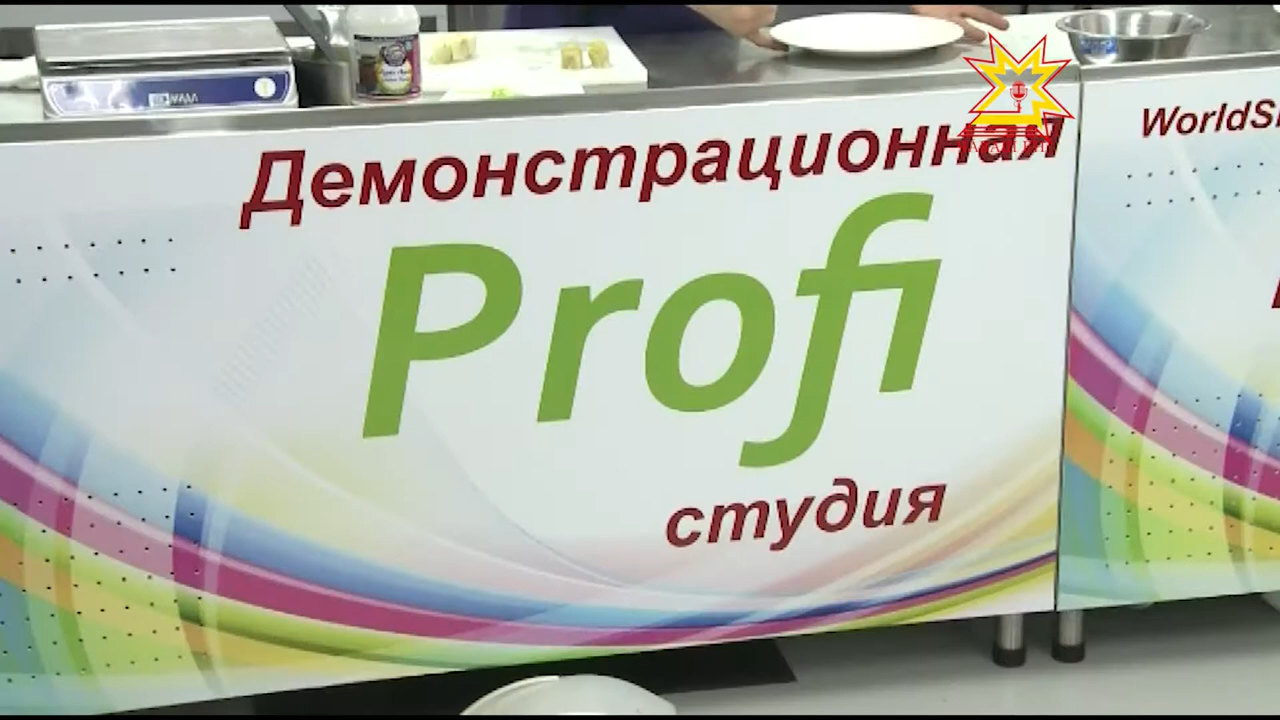 Демонстрационная
Profi
студия
WorldS